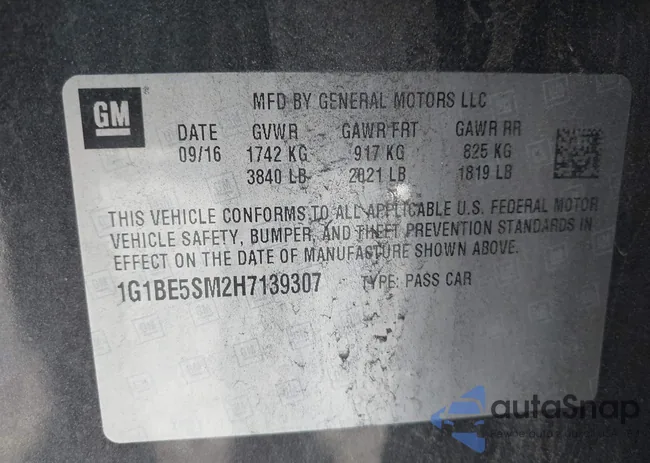 GM
MFD BY GENERAL MOTORS LLC
DATE GVWR GAWR FRT GAWR RR
09/16 1742 KG 917 KG 825 KG
3840 LB 2021 LB 1819 LB
THIS VEHICLE CONFORMS TO ALL APPLICABLE U.S. FEDERAL MOTOR
VEHICLE SAFETY, BUMPER, AND THEFT PREVENTION STANDARDS IN
EFFECT ON THE DATE OF MANUFACTURE SHOWN ABOVE.
1G1BE5SM2H7139307 TYPE: PASS CAR
autaSnap